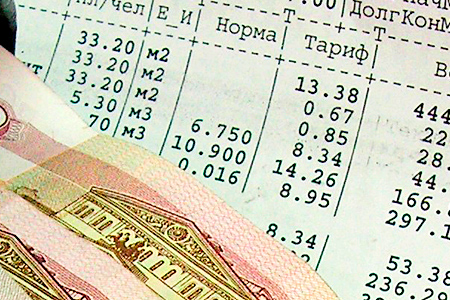 ДолгКонМ
пл/чел Е И Норма Тариф
33.20 м2 13.38 444
33.20 м2 0.67 22
33.20 м2 0.85 28.
5.30 м3 6.750 8.34 44.
70 м3 10.900 14.26 166.
0.016 8.95 297.1
8.34
53.38
236.29